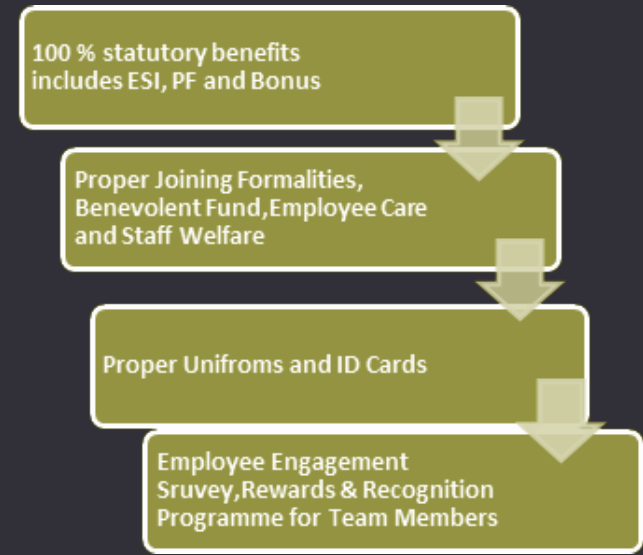 100 % statutory benefits
includes ESI, PF and Bonus
Proper Joining Formalities,
Benevolent Fund,Employee Care
and Staff Welfare
Proper Unifroms and ID Cards
Employee Engagement
Sruvey,Rewards & Recognition
Programme for Team Members